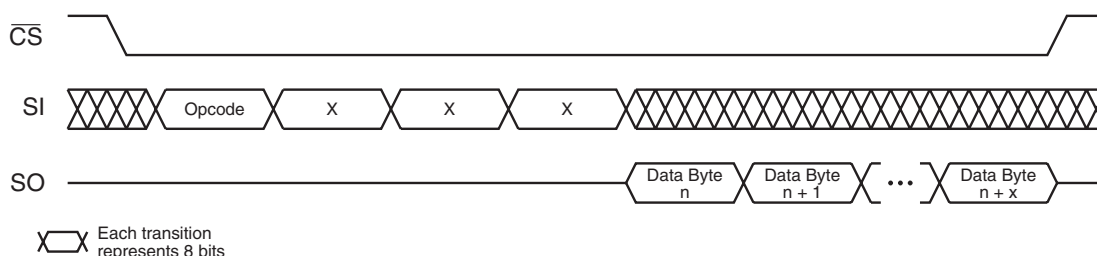 CS
SI
Opcode X X X
SO
Data Byte n
Data Byte n + 1
•••
Data Byte n + x
Each transition
represents 8 bits